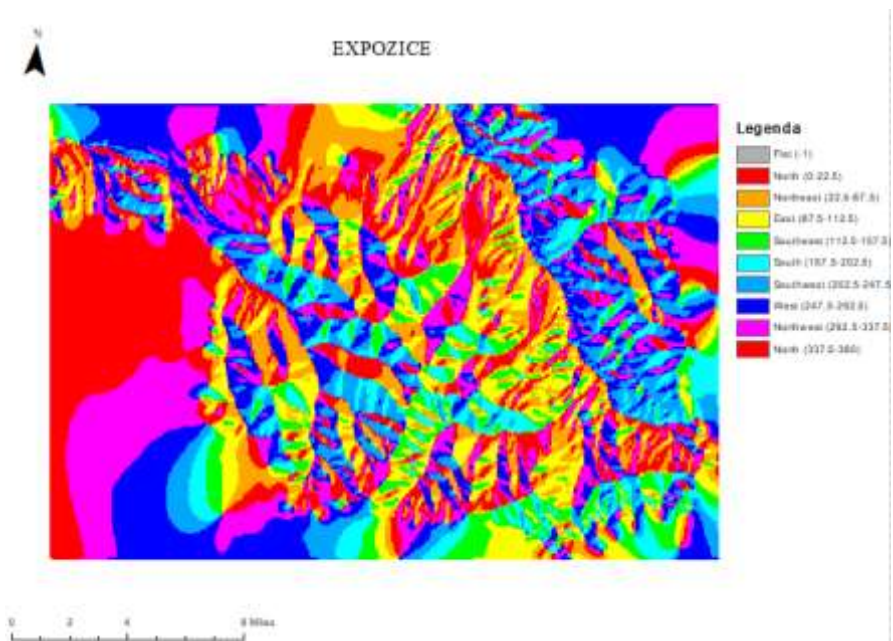 N
EXPOZICE
Legenda
Flat (-1)
North (0-22.5)
Northeast (22.5-67.5)
East (67.5-112.5)
Southeast (112.5-157.5)
South (157.5-202.5)
Southwest (202.5-247.5)
West (247.5-292.5)
Northwest (292.5-337.5)
North (337.5-360)
0 2 4 8 Miles